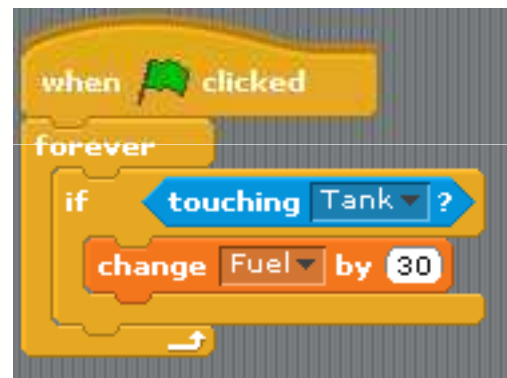 when clicked
forever
if touching Tank ?
change Fuel by 30